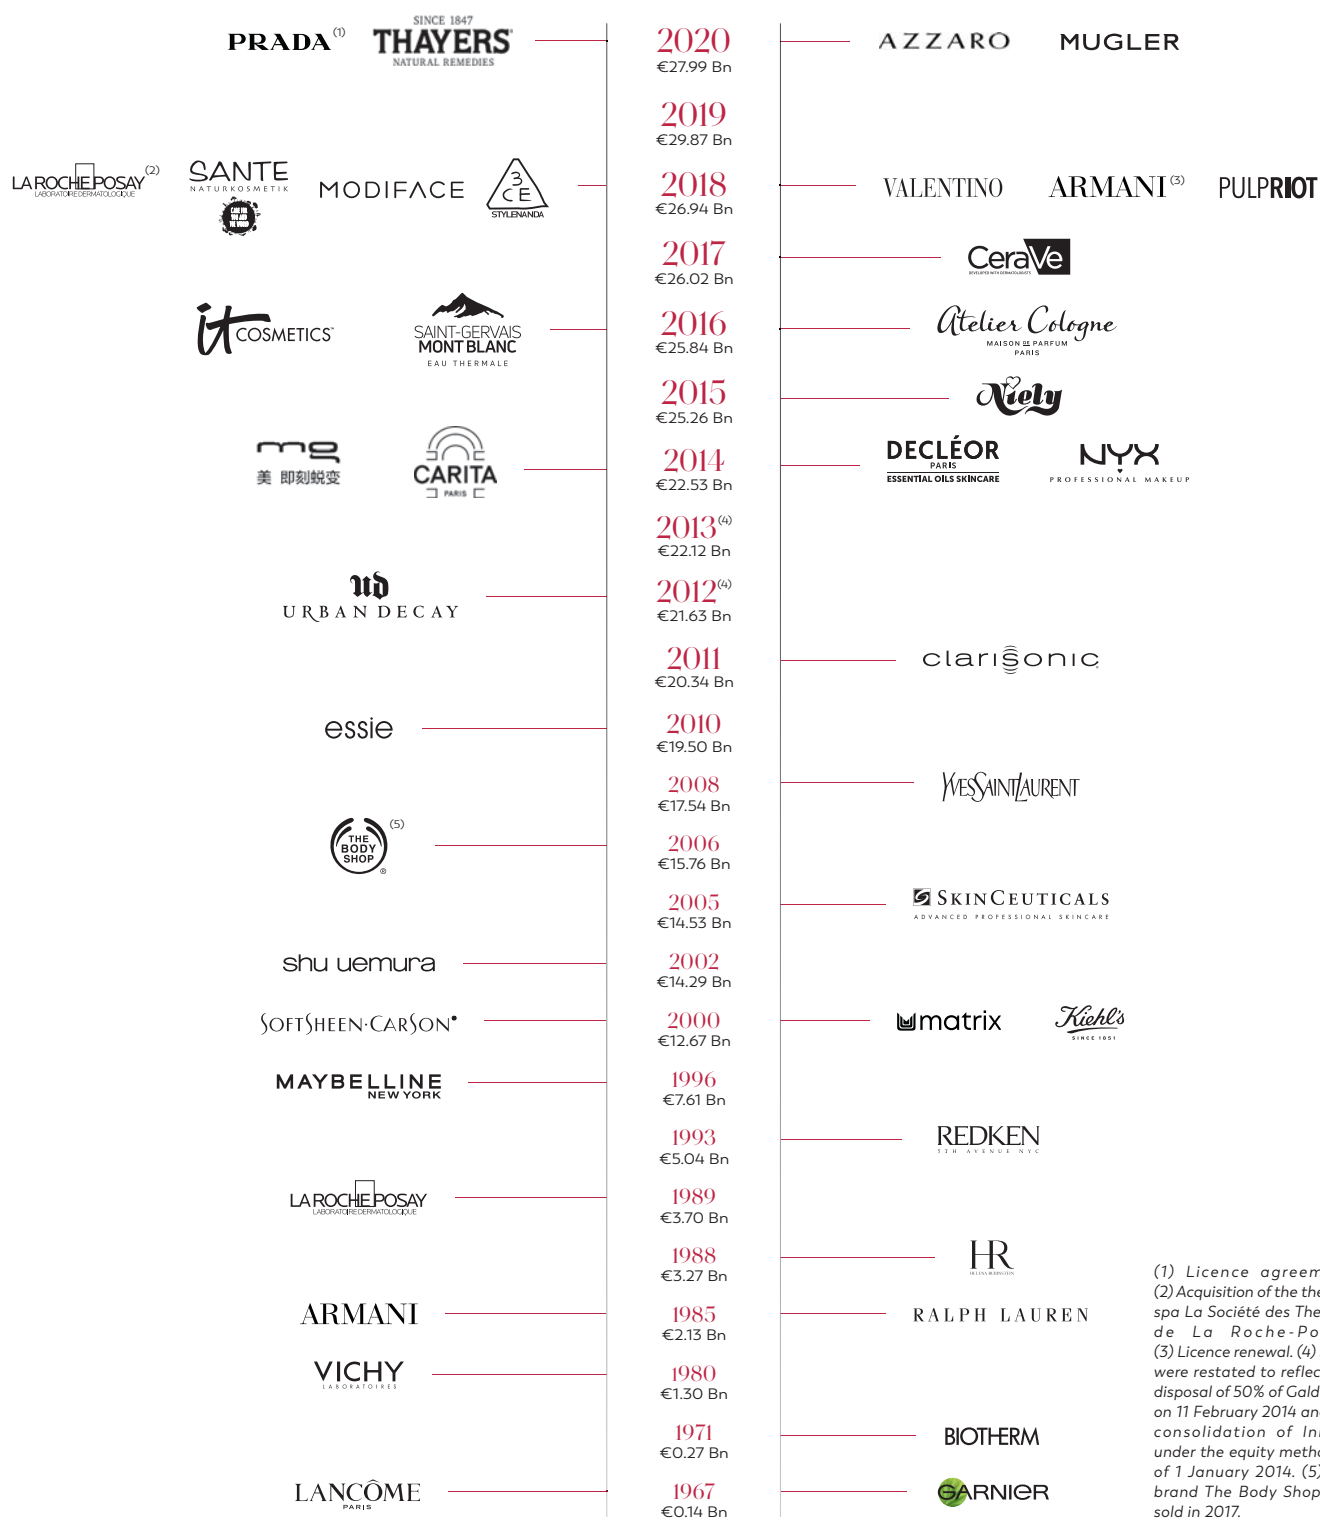 PRADA (1)
SINCE 1847
THAYERS
NATURAL REMEDIES
2020
€27.99 Bn
AZZARO
MUGLER
2019
€29.87 Bn
LA ROCHE POSAY (2)
LABORATOIRE DERMATOLOGIQUE
SANTE
NATURKOSMETIK
MODIFACE
3
CE
STYLENANDA
2018
€26.94 Bn
VALENTINO
ARMANI (3)
PULPRIOT
2017
€26.02 Bn
CeraVe
DEVELOPED WITH DERMATOLOGISTS
it COSMETICS
SAINT-GERVAIS
MONT BLANC
EAU THERMALE
2016
€25.84 Bn
Atelier Cologne
MAISON DE PARFUM
PARIS
2015
€25.26 Bn
Niely
mg
美 即刻蜕变
CARITA
PARIS
2014
€22.53 Bn
DECLÉOR
PARIS
ESSENTIAL OILS SKINCARE
NYX
PROFESSIONAL MAKEUP
2013 (4)
€22.12 Bn
ud
URBAN DECAY
2012 (4)
€21.63 Bn
2011
€20.34 Bn
clarisonic
essie
2010
€19.50 Bn
2008
€17.54 Bn
YVESSAINTLAURENT
THE
BODY
SHOP
® (5)
2006
€15.76 Bn
2005
€14.53 Bn
SKINCEUTICALS
ADVANCED PROFESSIONAL SKINCARE
shu uemura
2002
€14.29 Bn
SOFTSHEEN·CARSON
2000
€12.67 Bn
matrix
Kiehl's
SINCE 1851
MAYBELLINE
NEW YORK
1996
€7.61 Bn
1993
€5.04 Bn
REDKEN
5TH AVENUE NYC
LA ROCHE POSAY
LABORATOIRE DERMATOLOGIQUE
1989
€3.70 Bn
1988
€3.27 Bn
HR
HELENA RUBINSTEIN
ARMANI
1985
€2.13 Bn
RALPH LAUREN
VICHY
LABORATOIRES
1980
€1.30 Bn
1971
€0.27 Bn
BIOTHERM
LANCÔME
PARIS
1967
€0.14 Bn
GARNIER
(1) Licence agreem
(2) Acquisition of the the
spa La Société des The
de La Roche-Po
(3) Licence renewal. (4)
were restated to reflec
disposal of 50% of Gald
on 11 February 2014 an
consolidation of In
under the equity metho
of 1 January 2014. (5)
brand The Body Shop
sold in 2017.